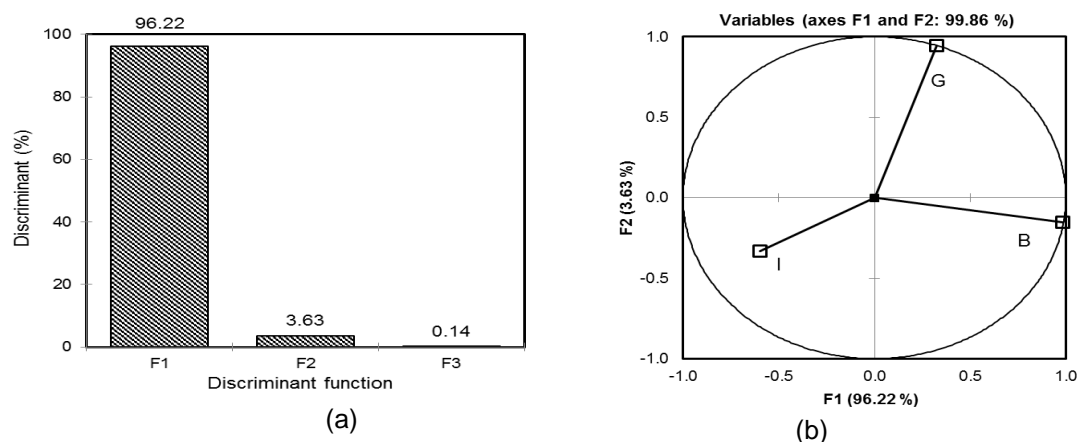 96.22
100
80
60
40
20
0
3.63
0.14
F1
F2
F3
Discriminant (%)
Discriminant function
(a)
Variables (axes F1 and F2: 99.86 %)
1.0
0.5
0.0
-0.5
-1.0
G
B
I
F2 (3.63 %)
-1.0
-0.5
0.0
0.5
1.0
F1 (96.22 %)
(b)